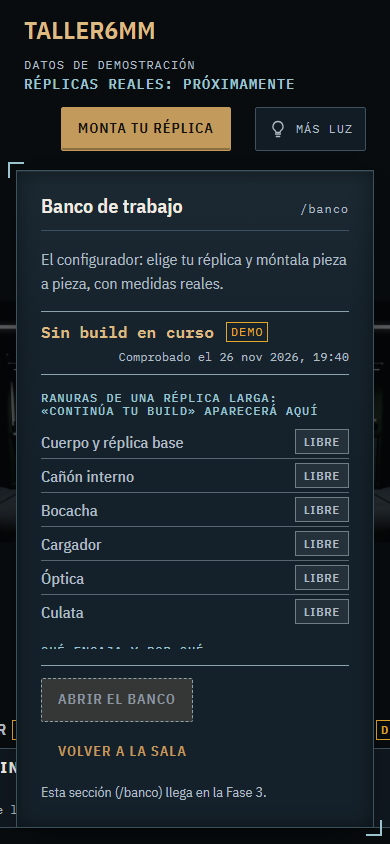 TALLER6MM
DATOS DE DEMOSTRACIÓN
RÉPLICAS REALES: PRÓXIMAMENTE
MONTA TU RÉPLICA
MÁS LUZ
Banco de trabajo
/banco
El configurador: elige tu réplica y móntala pieza
a pieza, con medidas reales.
Sin build en curso
DEMO
Comprobado el 26 nov 2026, 19:40
RANURAS DE UNA RÉPLICA LARGA;
«CONTINÚA TU BUILD» APARECERÁ AQUÍ
Cuerpo y réplica base
LIBRE
Cañón interno
LIBRE
Bocacha
LIBRE
Cargador
LIBRE
Óptica
LIBRE
Culata
LIBRE
ABRIR EL BANCO
VOLVER A LA SALA
Esta sección (/banco) llega en la Fase 3.